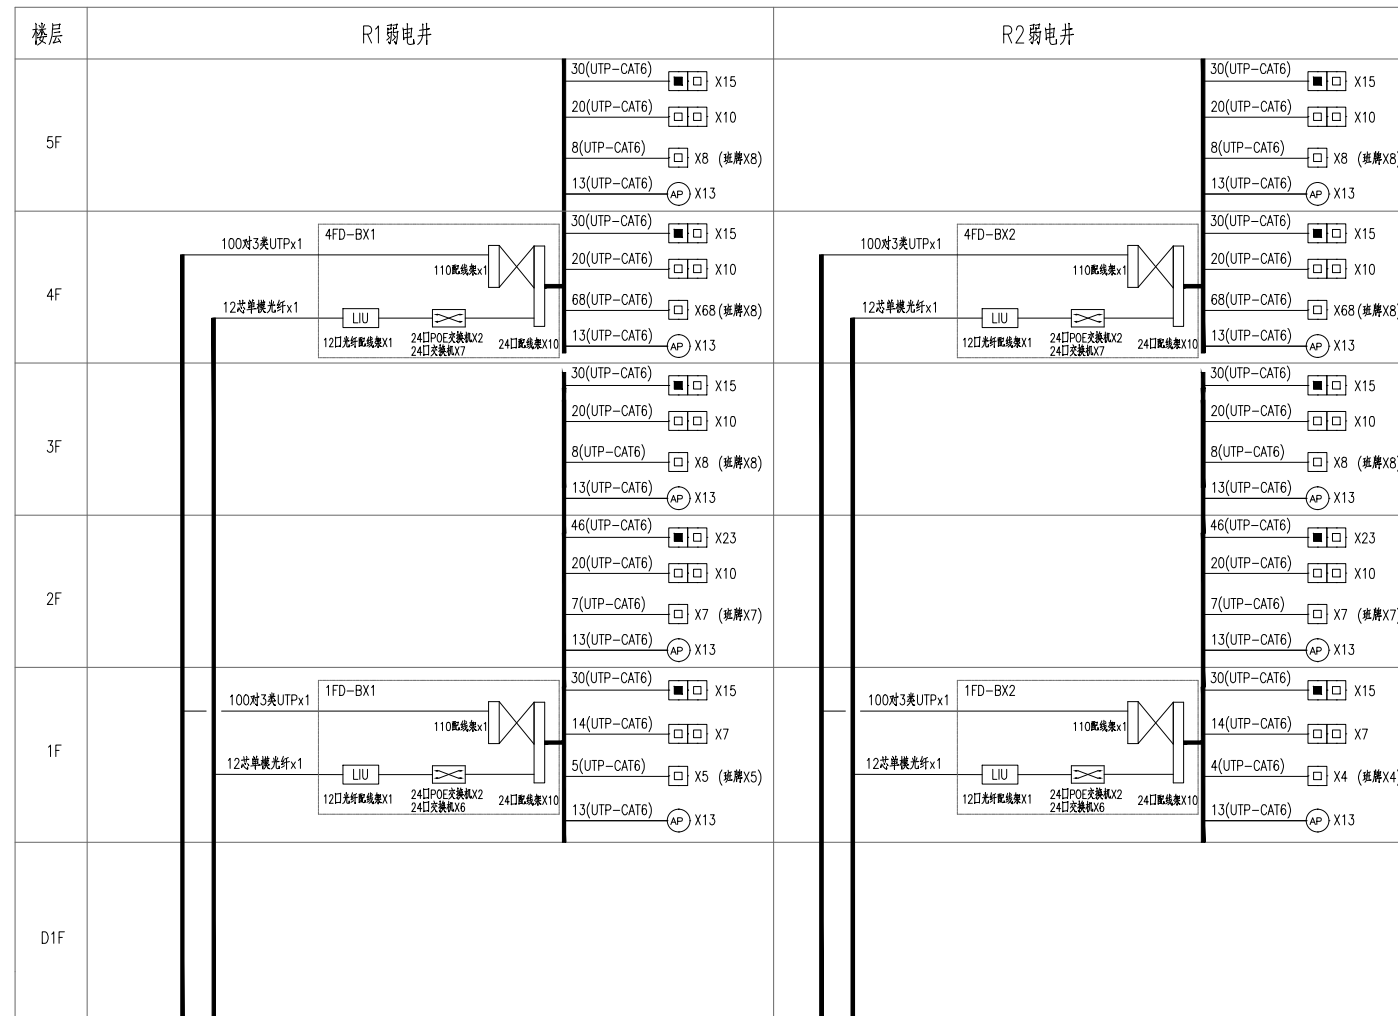 楼层
R1弱电井
R2弱电井
5F
30(UTP-CAT6)
X15
20(UTP-CAT6)
X10
8(UTP-CAT6)
X8 (班牌X8)
13(UTP-CAT6)
AP X13
30(UTP-CAT6)
X15
20(UTP-CAT6)
X10
8(UTP-CAT6)
X8 (班牌X8)
13(UTP-CAT6)
AP X13
4F
100对3类UTPx1
4FD-BX1
110配线架x1
12芯单模光纤x1
LIU
12口光纤配线架X1
24口POE交换机X2
24口交换机X7
24口配线架X10
30(UTP-CAT6)
X15
20(UTP-CAT6)
X10
68(UTP-CAT6)
X68(班牌X8)
13(UTP-CAT6)
AP X13
100对3类UTPx1
4FD-BX2
110配线架x1
12芯单模光纤x1
LIU
12口光纤配线架X1
24口POE交换机X2
24口交换机X7
24口配线架X10
30(UTP-CAT6)
X15
20(UTP-CAT6)
X10
68(UTP-CAT6)
X68(班牌X8)
13(UTP-CAT6)
AP X13
3F
30(UTP-CAT6)
X15
20(UTP-CAT6)
X10
8(UTP-CAT6)
X8 (班牌X8)
13(UTP-CAT6)
AP X13
30(UTP-CAT6)
X15
20(UTP-CAT6)
X10
8(UTP-CAT6)
X8 (班牌X8)
13(UTP-CAT6)
AP X13
2F
46(UTP-CAT6)
X23
20(UTP-CAT6)
X10
7(UTP-CAT6)
X7 (班牌X7)
13(UTP-CAT6)
AP X13
46(UTP-CAT6)
X23
20(UTP-CAT6)
X10
7(UTP-CAT6)
X7 (班牌X7)
13(UTP-CAT6)
AP X13
1F
100对3类UTPx1
1FD-BX1
110配线架x1
12芯单模光纤x1
LIU
12口光纤配线架X1
24口POE交换机X2
24口交换机X6
24口配线架X10
30(UTP-CAT6)
X15
14(UTP-CAT6)
X7
5(UTP-CAT6)
X5 (班牌X5)
13(UTP-CAT6)
AP X13
100对3类UTPx1
1FD-BX2
110配线架x1
12芯单模光纤x1
LIU
12口光纤配线架X1
24口POE交换机X2
24口交换机X6
24口配线架X10
30(UTP-CAT6)
X15
14(UTP-CAT6)
X7
4(UTP-CAT6)
X4 (班牌X4)
13(UTP-CAT6)
AP X13
D1F